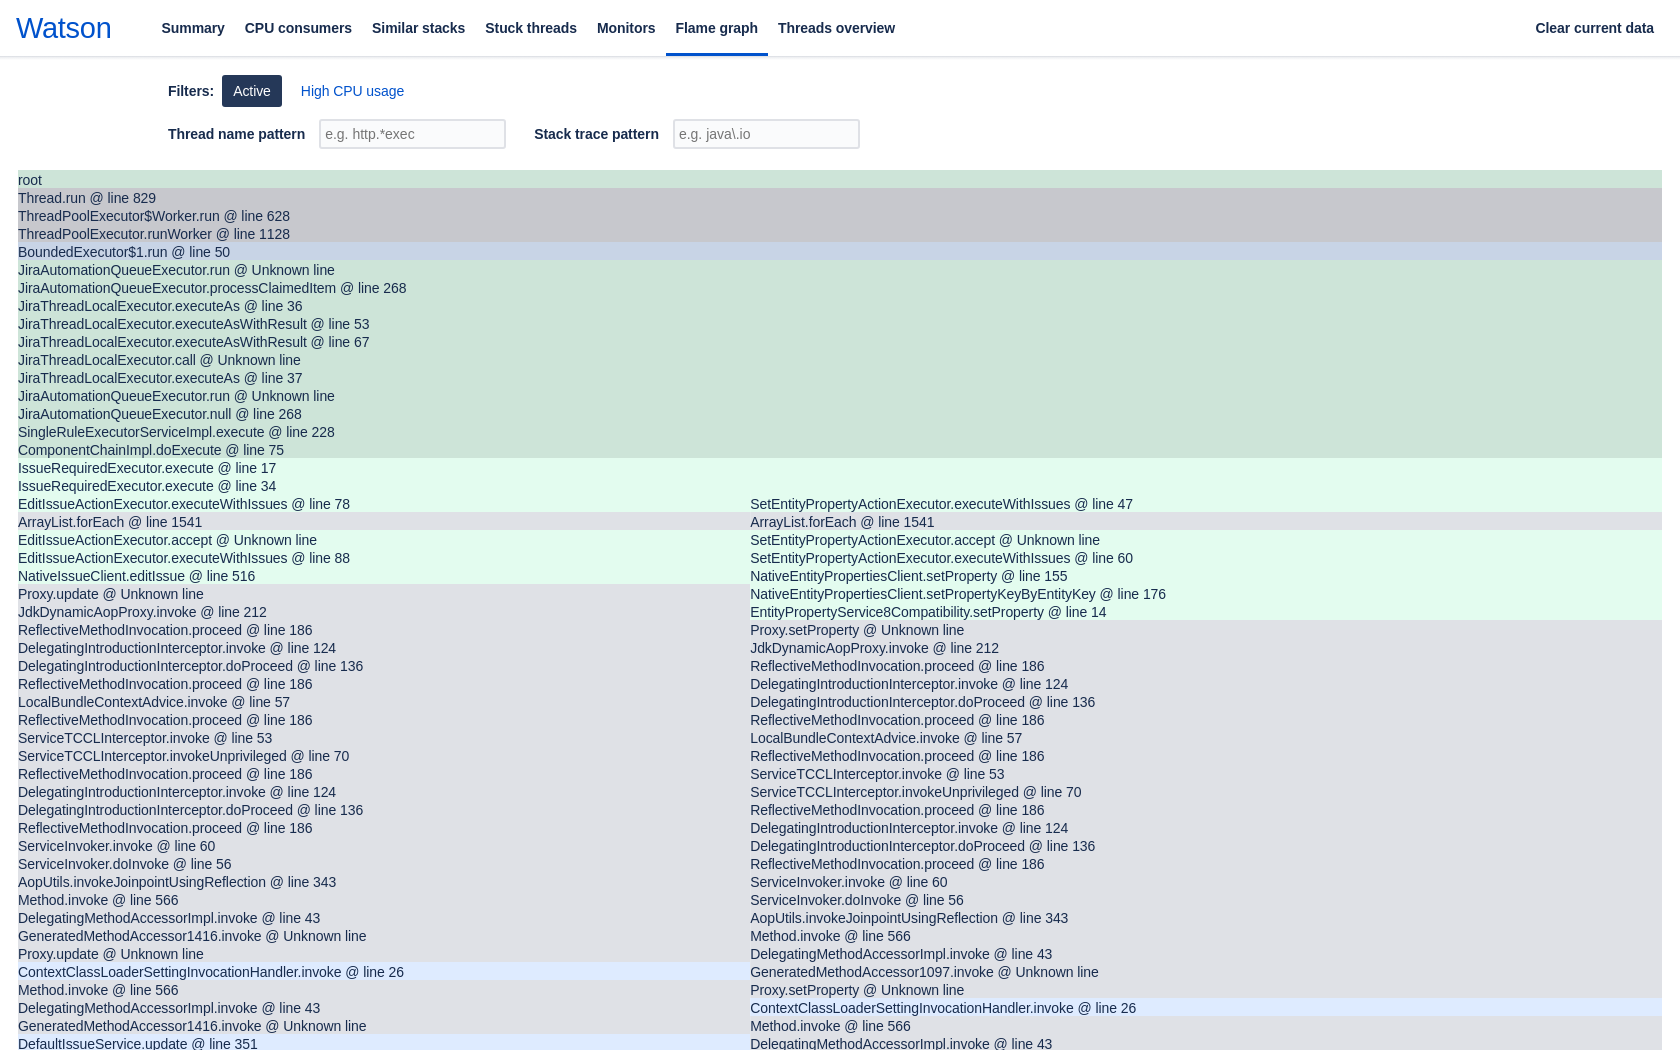 Watson
Summary
CPU consumers
Similar stacks
Stuck threads
Monitors
Flame graph
Threads overview
Clear current data
Filters:
Active
High CPU usage
Thread name pattern
e.g. http.*exec
Stack trace pattern
e.g. java\.io
root
Thread.run @ line 829
ThreadPoolExecutor$Worker.run @ line 628
ThreadPoolExecutor.runWorker @ line 1128
BoundedExecutor$1.run @ line 50
JiraAutomationQueueExecutor.run @ Unknown line
JiraAutomationQueueExecutor.processClaimedItem @ line 268
JiraThreadLocalExecutor.executeAs @ line 36
JiraThreadLocalExecutor.executeAsWithResult @ line 53
JiraThreadLocalExecutor.executeAsWithResult @ line 67
JiraThreadLocalExecutor.call @ Unknown line
JiraThreadLocalExecutor.executeAs @ line 37
JiraAutomationQueueExecutor.run @ Unknown line
JiraAutomationQueueExecutor.null @ line 268
SingleRuleExecutorServiceImpl.execute @ line 228
ComponentChainImpl.doExecute @ line 75
IssueRequiredExecutor.execute @ line 17
IssueRequiredExecutor.execute @ line 34
EditIssueActionExecutor.executeWithIssues @ line 78
ArrayList.forEach @ line 1541
EditIssueActionExecutor.accept @ Unknown line
EditIssueActionExecutor.executeWithIssues @ line 88
NativeIssueClient.editIssue @ line 516
Proxy.update @ Unknown line
JdkDynamicAopProxy.invoke @ line 212
ReflectiveMethodInvocation.proceed @ line 186
DelegatingIntroductionInterceptor.invoke @ line 124
DelegatingIntroductionInterceptor.doProceed @ line 136
ReflectiveMethodInvocation.proceed @ line 186
LocalBundleContextAdvice.invoke @ line 57
ReflectiveMethodInvocation.proceed @ line 186
ServiceTCCLInterceptor.invoke @ line 53
ServiceTCCLInterceptor.invokeUnprivileged @ line 70
ReflectiveMethodInvocation.proceed @ line 186
DelegatingIntroductionInterceptor.invoke @ line 124
DelegatingIntroductionInterceptor.doProceed @ line 136
ReflectiveMethodInvocation.proceed @ line 186
ServiceInvoker.invoke @ line 60
ServiceInvoker.doInvoke @ line 56
AopUtils.invokeJoinpointUsingReflection @ line 343
Method.invoke @ line 566
DelegatingMethodAccessorImpl.invoke @ line 43
GeneratedMethodAccessor1416.invoke @ Unknown line
Proxy.update @ Unknown line
ContextClassLoaderSettingInvocationHandler.invoke @ line 26
Method.invoke @ line 566
DelegatingMethodAccessorImpl.invoke @ line 43
GeneratedMethodAccessor1416.invoke @ Unknown line
DefaultIssueService.update @ line 351
SetEntityPropertyActionExecutor.executeWithIssues @ line 47
ArrayList.forEach @ line 1541
SetEntityPropertyActionExecutor.accept @ Unknown line
SetEntityPropertyActionExecutor.executeWithIssues @ line 60
NativeEntityPropertiesClient.setProperty @ line 155
NativeEntityPropertiesClient.setPropertyKeyByEntityKey @ line 176
EntityPropertyService8Compatibility.setProperty @ line 14
Proxy.setProperty @ Unknown line
JdkDynamicAopProxy.invoke @ line 212
ReflectiveMethodInvocation.proceed @ line 186
DelegatingIntroductionInterceptor.invoke @ line 124
DelegatingIntroductionInterceptor.doProceed @ line 136
ReflectiveMethodInvocation.proceed @ line 186
LocalBundleContextAdvice.invoke @ line 57
ReflectiveMethodInvocation.proceed @ line 186
ServiceTCCLInterceptor.invoke @ line 53
ServiceTCCLInterceptor.invokeUnprivileged @ line 70
ReflectiveMethodInvocation.proceed @ line 186
DelegatingIntroductionInterceptor.invoke @ line 124
DelegatingIntroductionInterceptor.doProceed @ line 136
ReflectiveMethodInvocation.proceed @ line 186
ServiceInvoker.invoke @ line 60
ServiceInvoker.doInvoke @ line 56
AopUtils.invokeJoinpointUsingReflection @ line 343
Method.invoke @ line 566
DelegatingMethodAccessorImpl.invoke @ line 43
GeneratedMethodAccessor1097.invoke @ Unknown line
Proxy.setProperty @ Unknown line
ContextClassLoaderSettingInvocationHandler.invoke @ line 26
Method.invoke @ line 566
DelegatingMethodAccessorImpl.invoke @ line 43